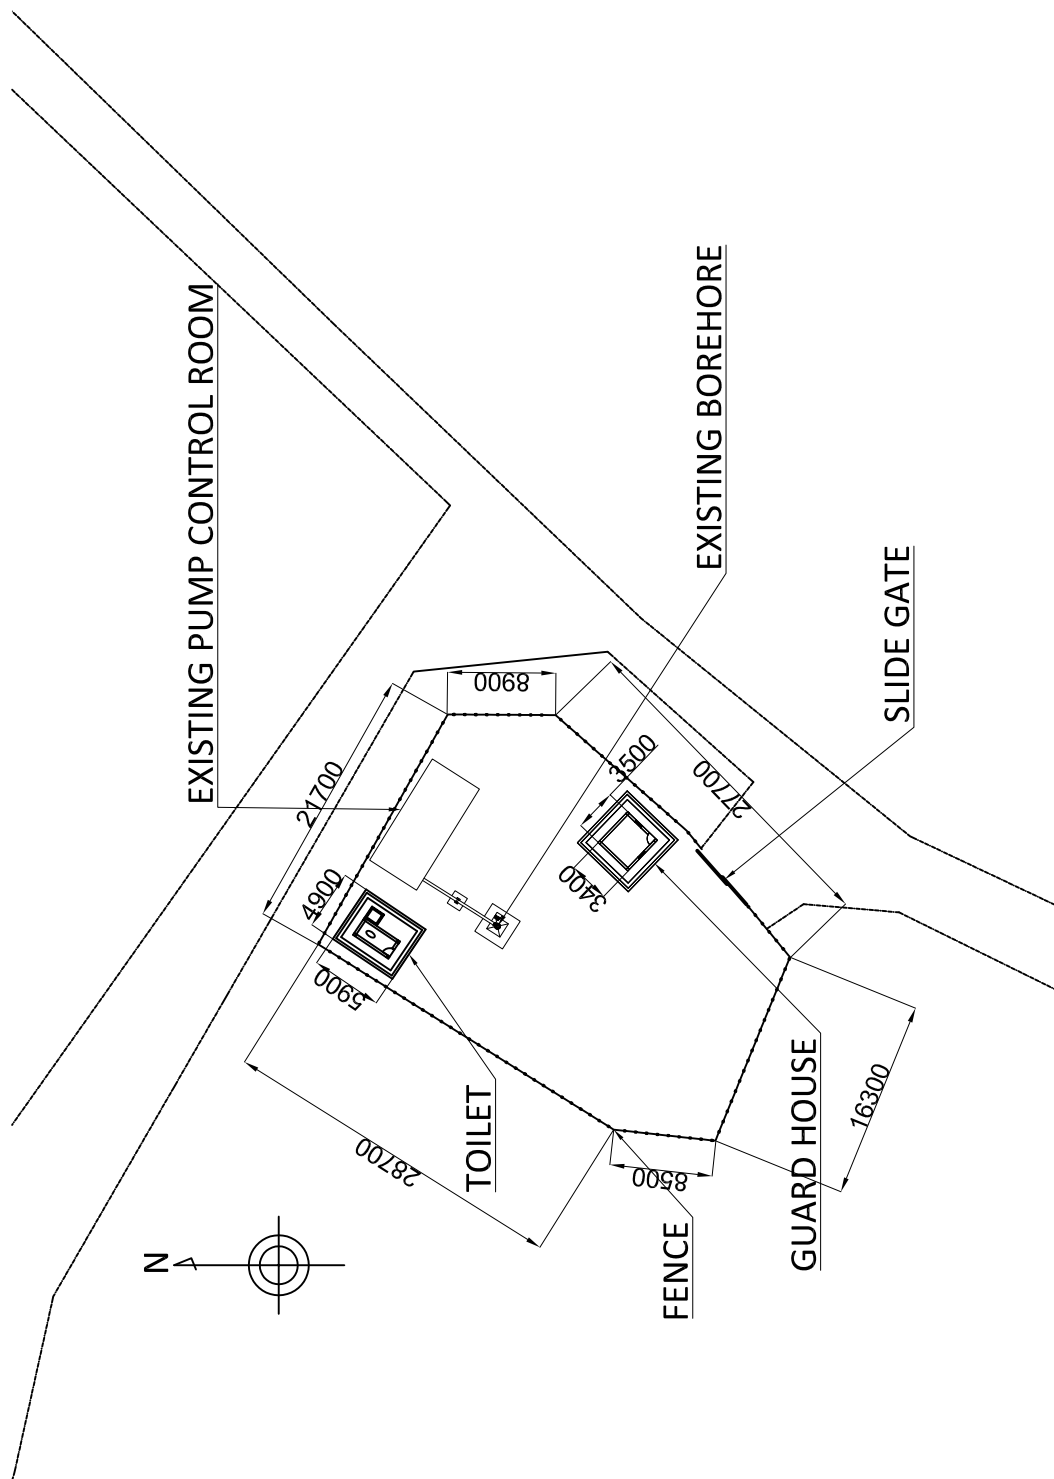 N
EXISTING PUMP CONTROL ROOM
EXISTING BOREHORE
SLIDE GATE
TOILET
FENCE
GUARD HOUSE
21700
8900
4900
5900
3500
3400
27700
28700
8500
16300